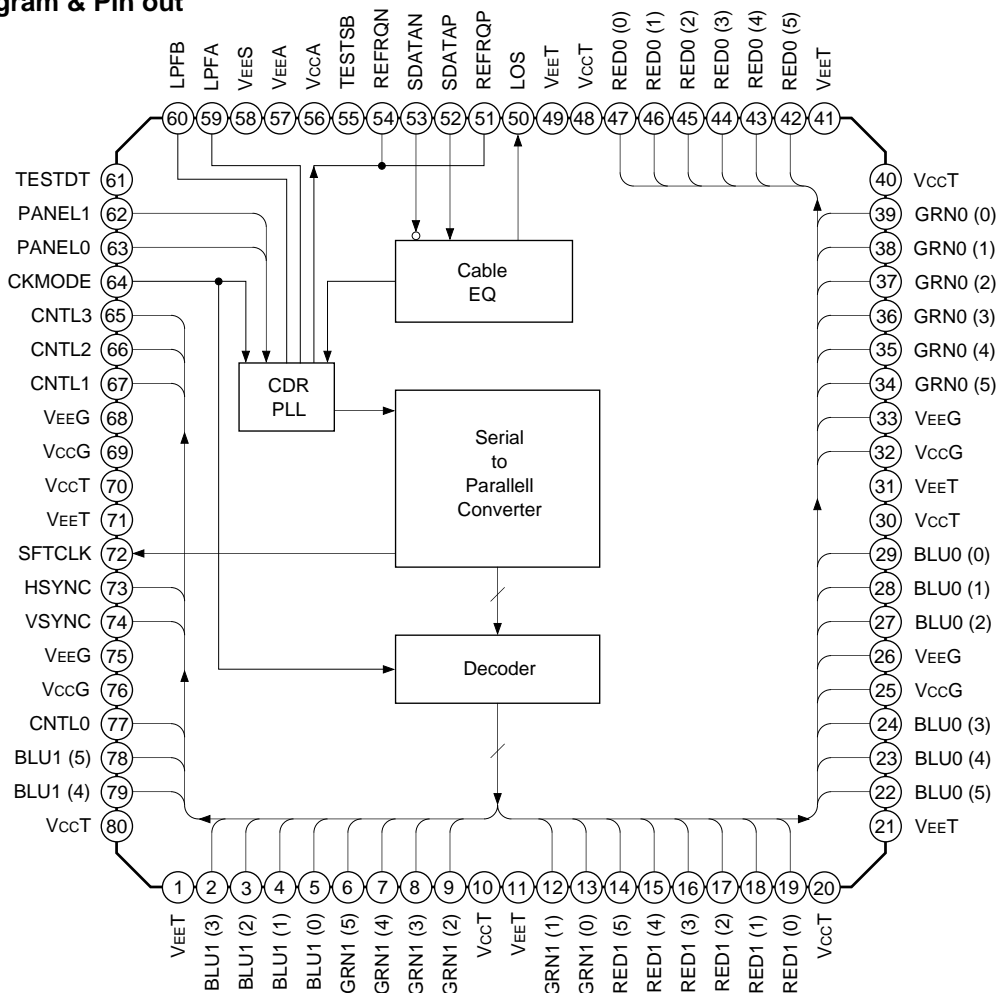 gram & Pin out
LPFB
LPFA
VEES
VEEA
VCCA
TESTSB
REFRQN
SDATAN
SDATAP
REFRQP
LOS
VEET
VCCT
RED0 (0)
RED0 (1)
RED0 (2)
RED0 (3)
RED0 (4)
RED0 (5)
VEET
60 59 58 57 56 55 54 53 52 51 50 49 48 47 46 45 44 43 42 41
TESTDT 61
PANEL1 62
PANEL0 63
CKMODE 64
CNTL3 65
CNTL2 66
CNTL1 67
VEEG 68
VCCG 69
VCCT 70
VEET 71
SFTCLK 72
HSYNC 73
VSYNC 74
VEEG 75
VCCG 76
CNTL0 77
BLU1 (5) 78
BLU1 (4) 79
VCCT 80
Cable
EQ
CDR
PLL
Serial
to
Parallell
Converter
Decoder
40 VCCT
39 GRN0 (0)
38 GRN0 (1)
37 GRN0 (2)
36 GRN0 (3)
35 GRN0 (4)
34 GRN0 (5)
33 VEEG
32 VCCG
31 VEET
30 VCCT
29 BLU0 (0)
28 BLU0 (1)
27 BLU0 (2)
26 VEEG
25 VCCG
24 BLU0 (3)
23 BLU0 (4)
22 BLU0 (5)
21 VEET
1 2 3 4 5 6 7 8 9 10 11 12 13 14 15 16 17 18 19 20
VEET
BLU1 (3)
BLU1 (2)
BLU1 (1)
BLU1 (0)
GRN1 (5)
GRN1 (4)
GRN1 (3)
GRN1 (2)
VCCT
VEET
GRN1 (1)
GRN1 (0)
RED1 (5)
RED1 (4)
RED1 (3)
RED1 (2)
RED1 (1)
RED1 (0)
VCCT